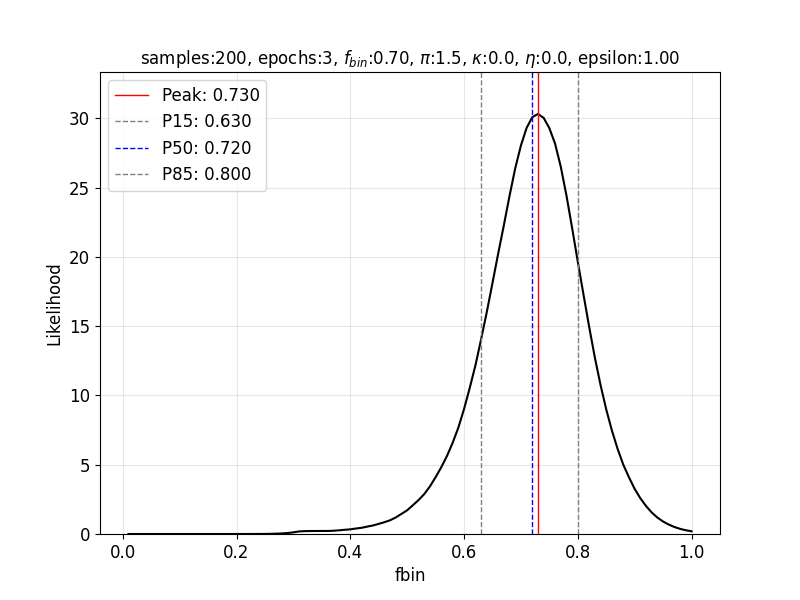 samples:200, epochs:3, f_bin:0.70, π:1.5, κ:0.0, η:0.0, epsilon:1.00
Peak: 0.730
P15: 0.630
P50: 0.720
P85: 0.800
30
25
20
15
10
5
0
Likelihood
0.0 0.2 0.4 0.6 0.8 1.0
fbin